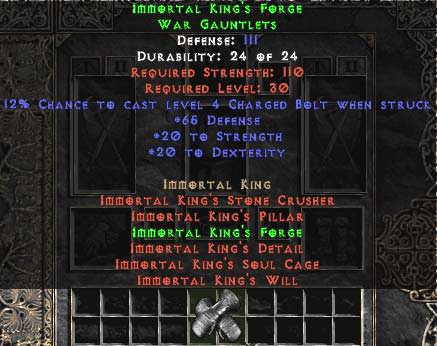 Immortal King's Forge
War Gauntlets
Defense: 111
Durability: 24 of 24
Required Strength: 110
Required Level: 30
12% Chance to cast level 4 Charged Bolt when struck
+65 Defense
+20 to Strength
+20 to Dexterity
Immortal King
Immortal King's Stone Crusher
Immortal King's Pillar
Immortal King's Forge
Immortal King's Detail
Immortal King's Soul Cage
Immortal King's Will